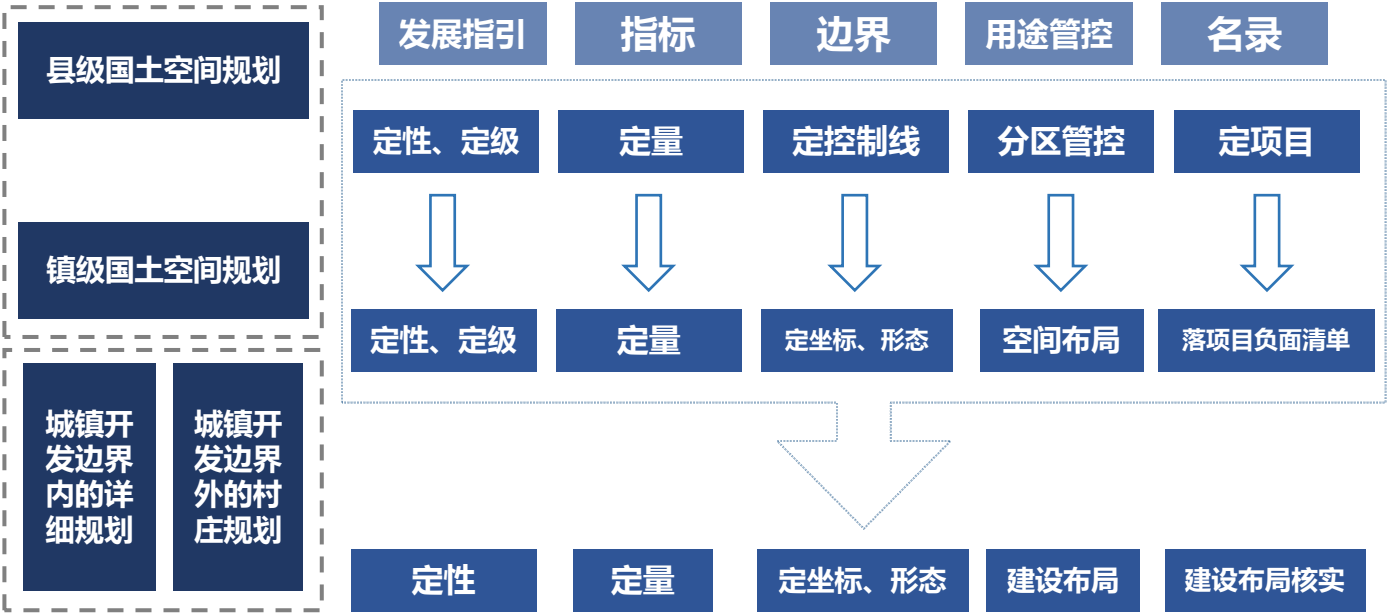 发展指引
指标
边界
用途管控
名录
县级国土空间规划
定性、定级
定量
定控制线
分区管控
定项目
镇级国土空间规划
定性、定级
定量
定坐标、形态
空间布局
落项目负面清单
城镇开
发边界
内的详
细规划
城镇开
发边界
外的村
庄规划
定性
定量
定坐标、形态
建设布局
建设布局核实